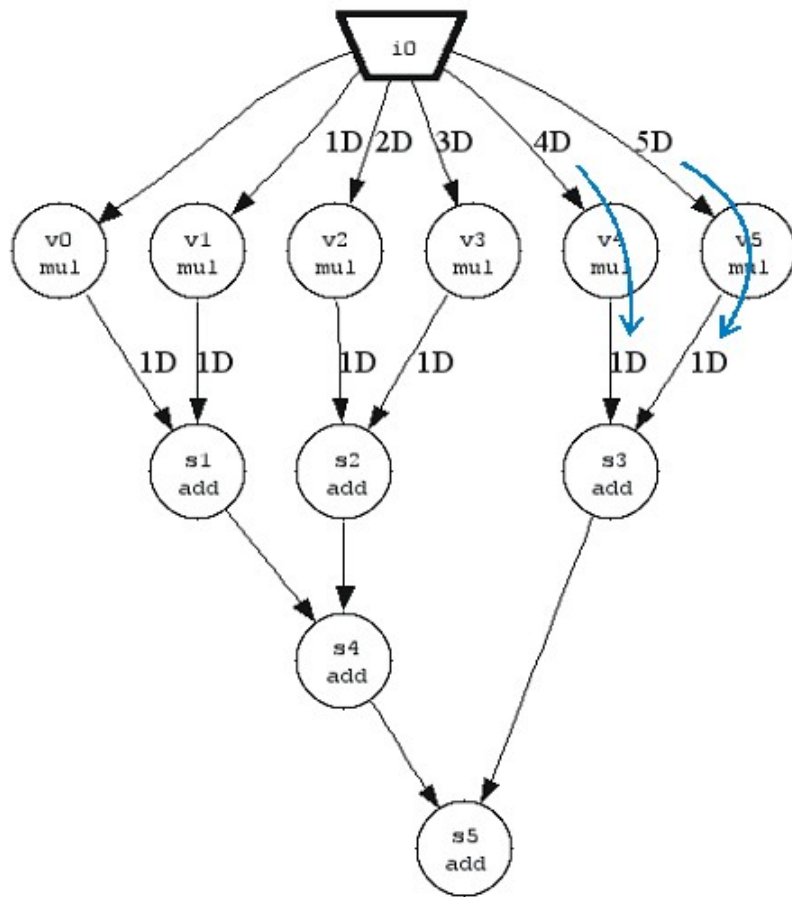 i0
1D 2D 3D 4D 5D
v0 v1 v2 v3 v4 v5
mul mul mul mul mul mul
1D 1D 1D 1D 1D 1D
s1 s2 s3
add add add
s4
add
s5
add